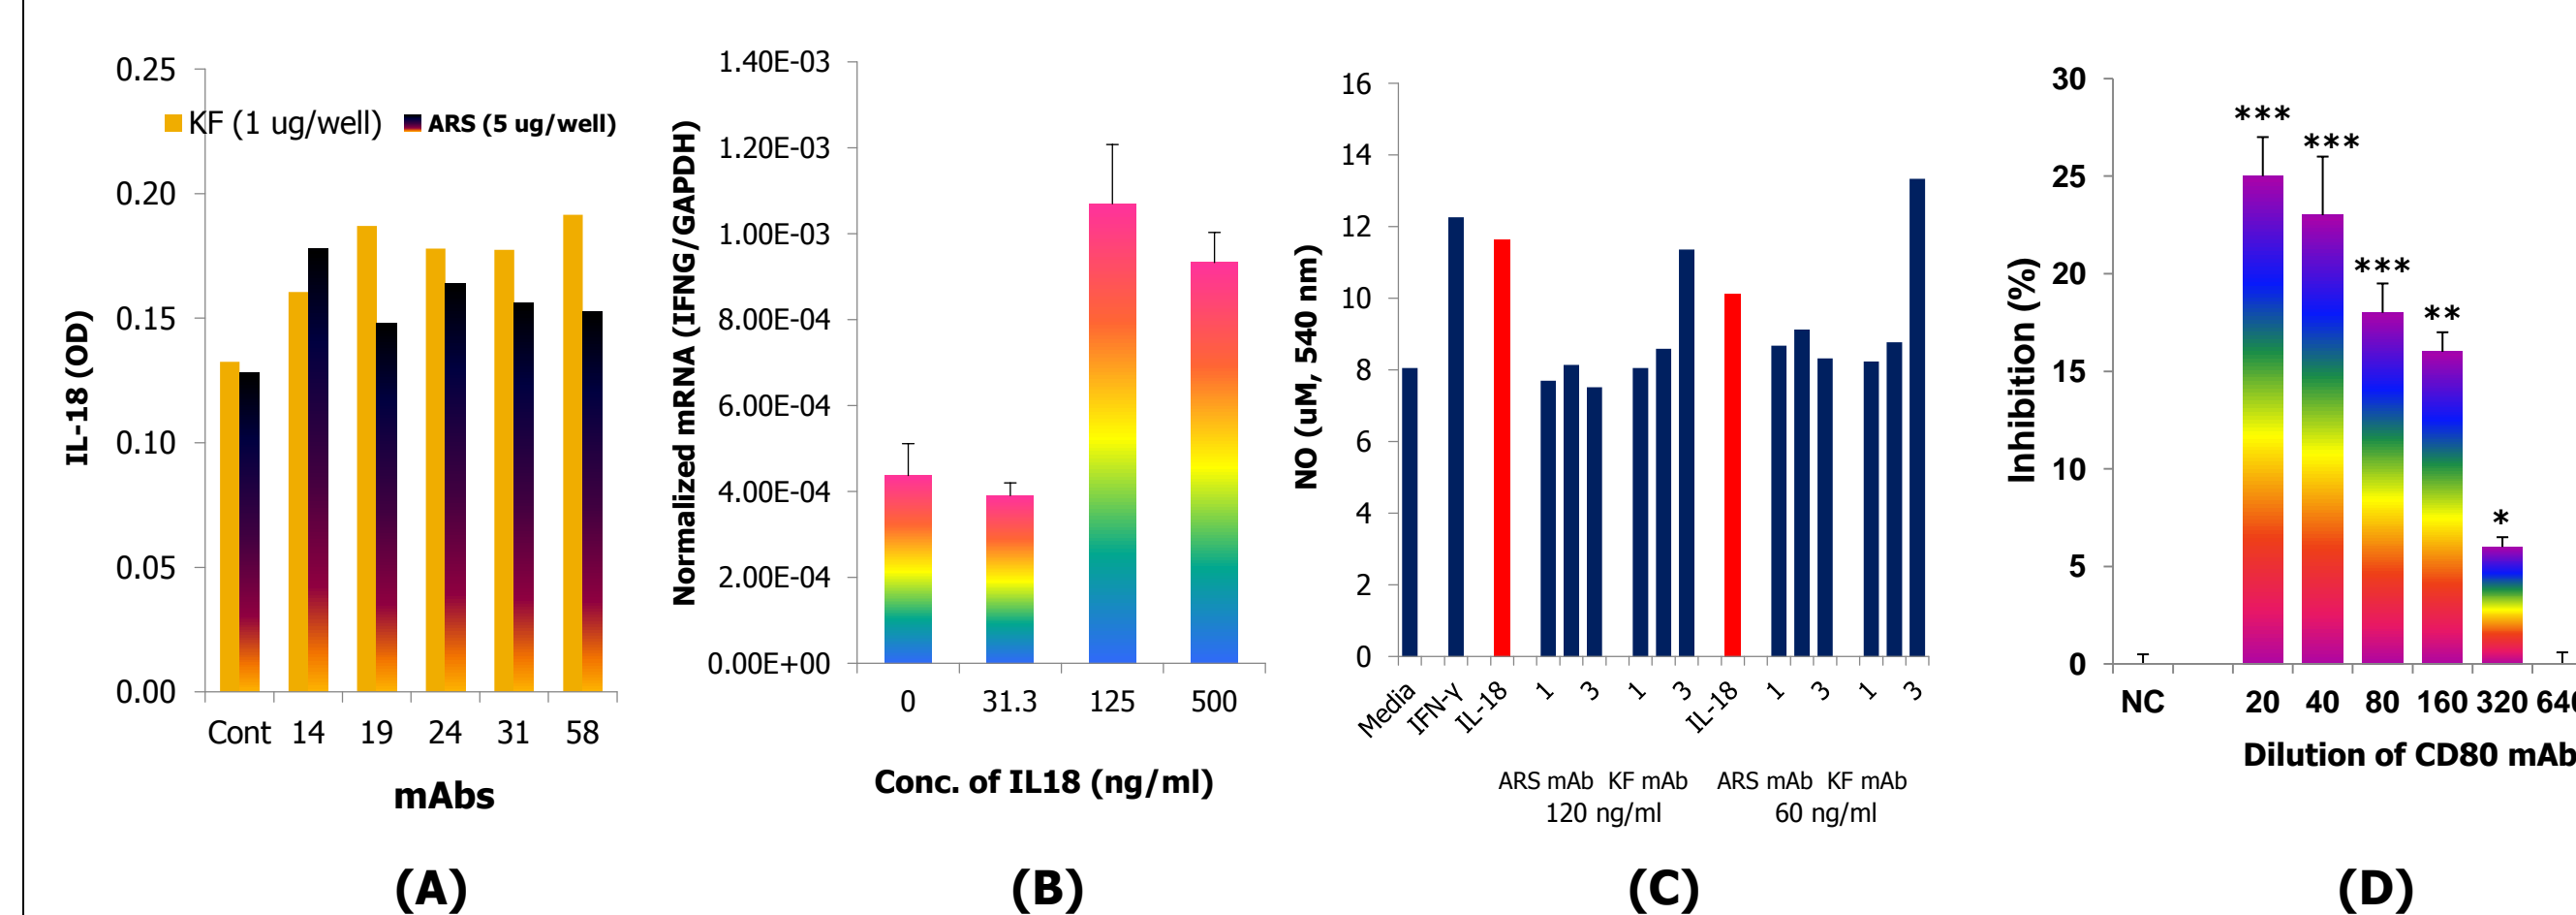 0.25
0.20
0.15
0.10
0.05
0.00
IL-18 (OD)
KF (1 ug/well) ARS (5 ug/well)
Cont 14 19 24 31 58
mAbs
(A)
1.40E-03
1.20E-03
1.00E-03
8.00E-04
6.00E-04
4.00E-04
2.00E-04
0.00E+00
Normalized mRNA (IFNG/GAPDH)
0 31.3 125 500
Conc. of IL18 (ng/ml)
(B)
16
14
12
10
8
6
4
2
0
NO (uM, 540 nm)
Media IFN-γ IL-18 1 3 1 3 IL-18 1 3 1 3
ARS mAb KF mAb ARS mAb KF mAb
120 ng/ml 60 ng/ml
(C)
30
25
20
15
10
5
0
Inhibition (%)
***
***
***
**
*
NC 20 40 80 160 320
Dilution of CD80 mAb
(D)